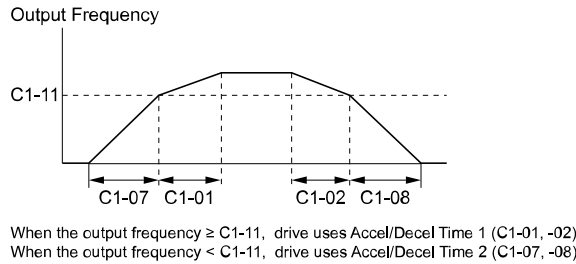 Output Frequency
C1-11
C1-07 C1-01 C1-02 C1-08
When the output frequency ≥ C1-11, drive uses Accel/Decel Time 1 (C1-01, -02)
When the output frequency < C1-11, drive uses Accel/Decel Time 2 (C1-07, -08)